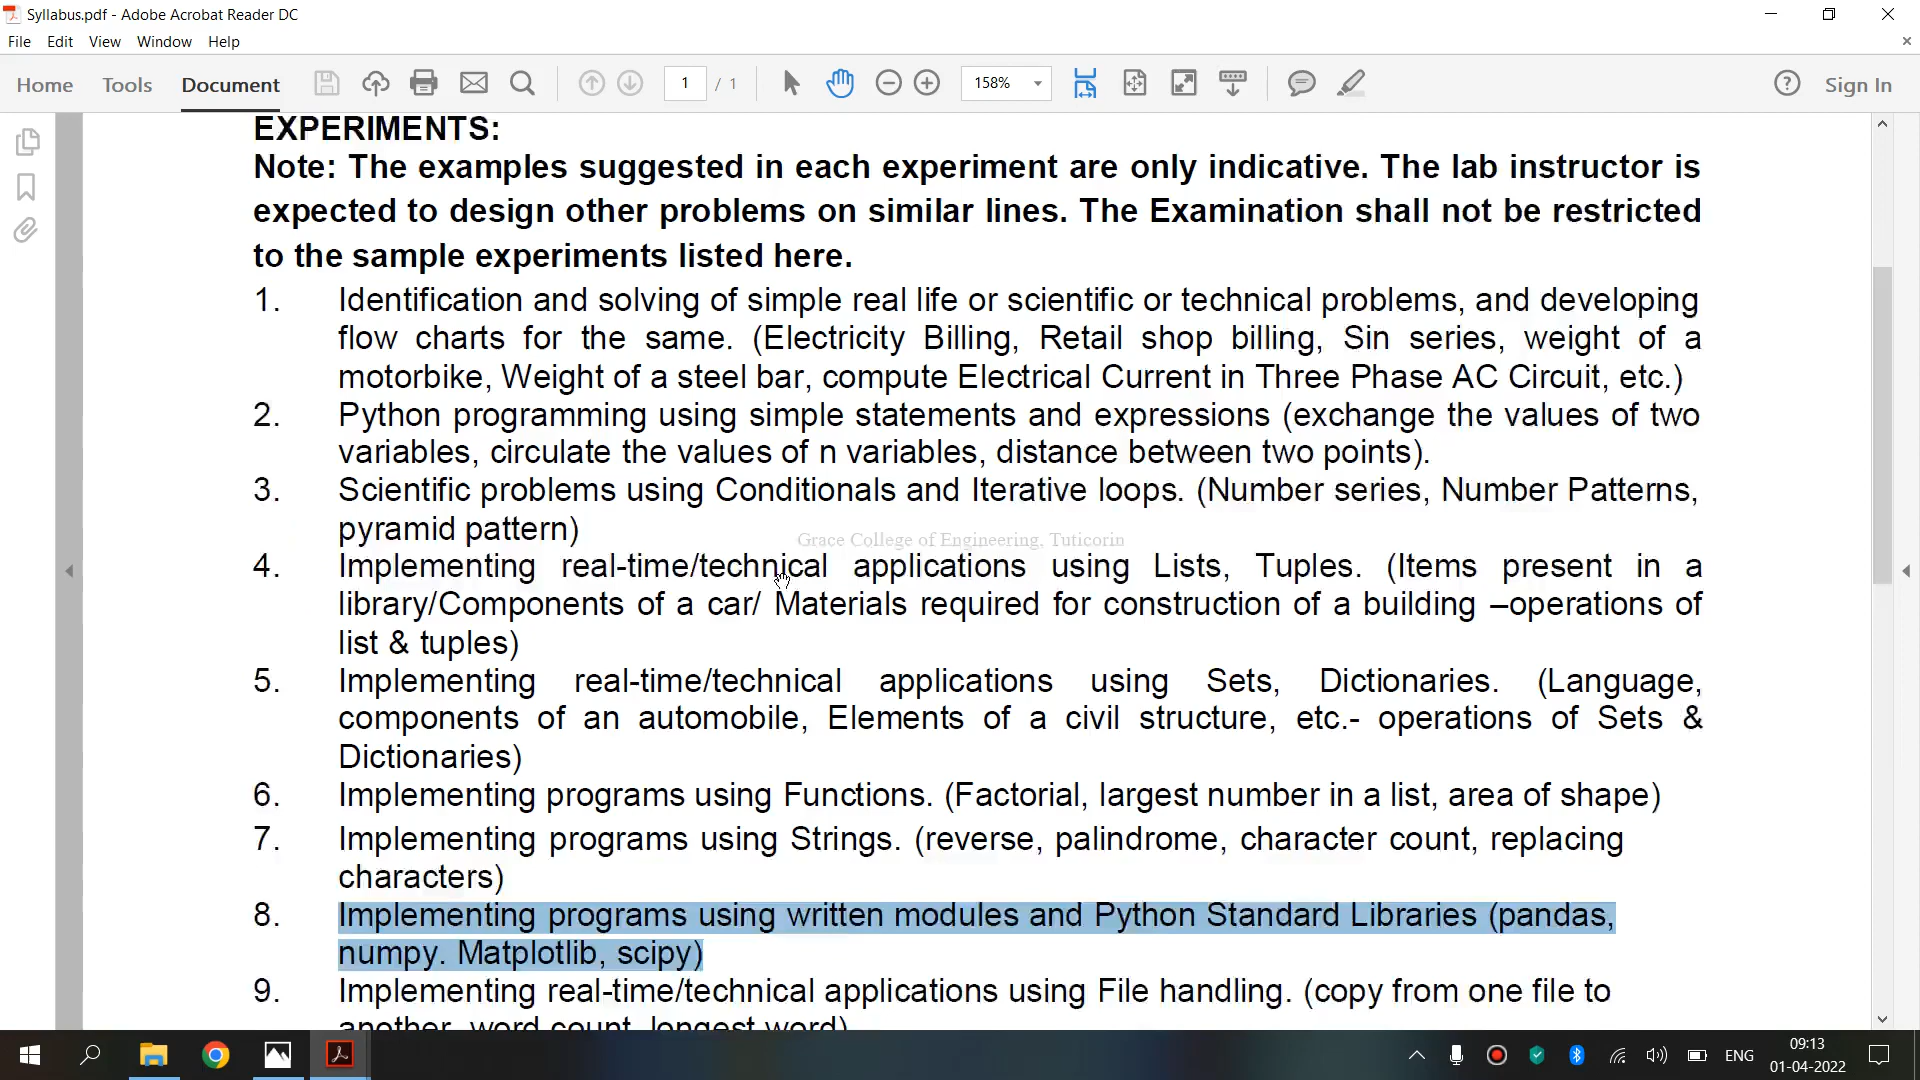 Syllabus.pdf - Adobe Acrobat Reader DC
File Edit View Window Help
Home Tools Document 1 / 1 158% Sign In
EXPERIMENTS:
Note: The examples suggested in each experiment are only indicative. The lab instructor is
expected to design other problems on similar lines. The Examination shall not be restricted
to the sample experiments listed here.
1. Identification and solving of simple real life or scientific or technical problems, and developing
flow charts for the same. (Electricity Billing, Retail shop billing, Sin series, weight of a
motorbike, Weight of a steel bar, compute Electrical Current in Three Phase AC Circuit, etc.)
2. Python programming using simple statements and expressions (exchange the values of two
variables, circulate the values of n variables, distance between two points).
3. Scientific problems using Conditionals and Iterative loops. (Number series, Number Patterns,
pyramid pattern)
Grace College of Engineering, Tuticorin
4. Implementing real-time/technical applications using Lists, Tuples. (Items present in a
library/Components of a car/ Materials required for construction of a building –operations of
list & tuples)
5. Implementing real-time/technical applications using Sets, Dictionaries. (Language,
components of an automobile, Elements of a civil structure, etc.- operations of Sets &
Dictionaries)
6. Implementing programs using Functions. (Factorial, largest number in a list, area of shape)
7. Implementing programs using Strings. (reverse, palindrome, character count, replacing
characters)
8. Implementing programs using written modules and Python Standard Libraries (pandas,
numpy. Matplotlib, scipy)
9. Implementing real-time/technical applications using File handling. (copy from one file to
another, word count, longest word)
ENG
09:13
01-04-2022